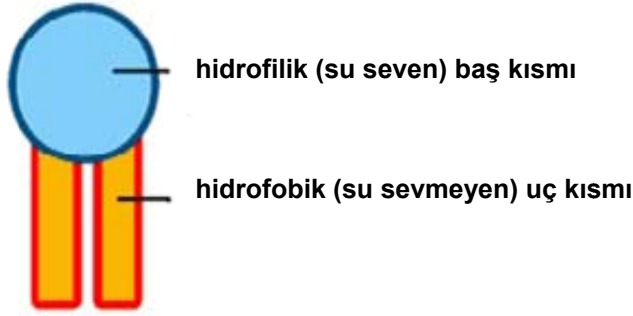 hidrofilik (su seven) baş kısmı
hidrofobik (su sevmeyen) uç kısmı